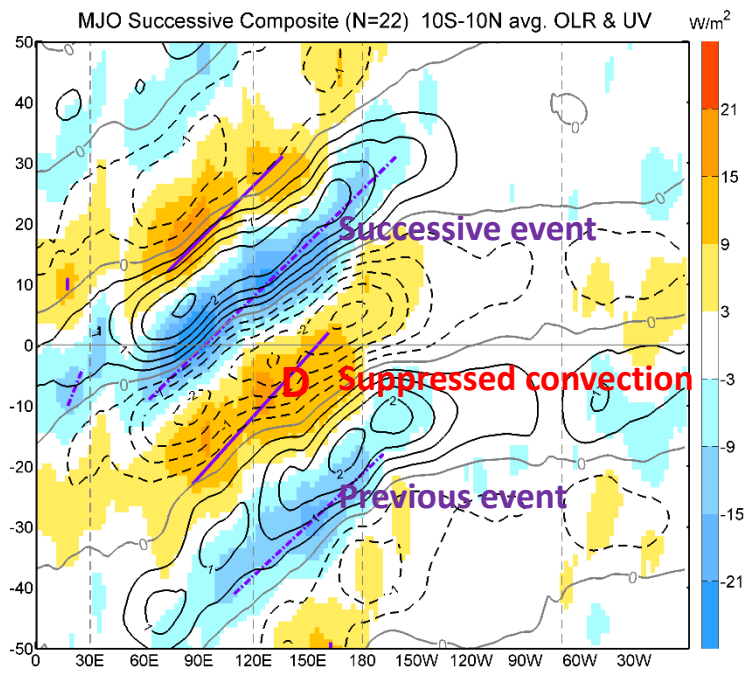 MJO Successive Composite (N=22) 10S-10N avg. OLR & UV
W/m²
50
40
30
20
10
0
-10
-20
-30
-40
-50
21
15
9
3
-3
-9
-15
-21
Successive event
D
Suppressed convection
Previous event
0 30E 60E 90E 120E 150E 180 150W 120W 90W 60W 30W